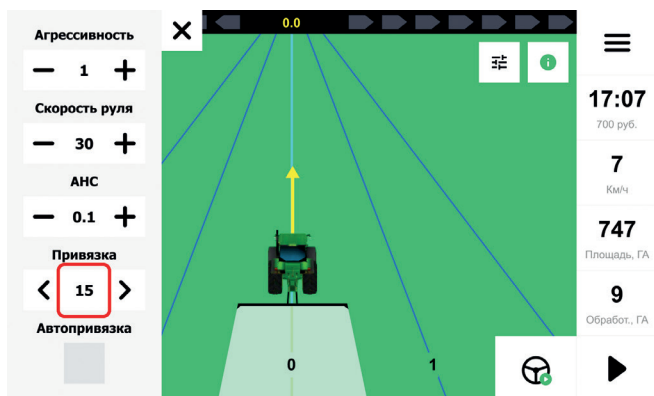 Агрессивность
1
Скорость руля
30
АНС
0.1
Привязка
15
Автопривязка
0.0
0
1
17:07
700 руб.
7
Км/ч
747
Площадь, ГА
9
Обработ., ГА